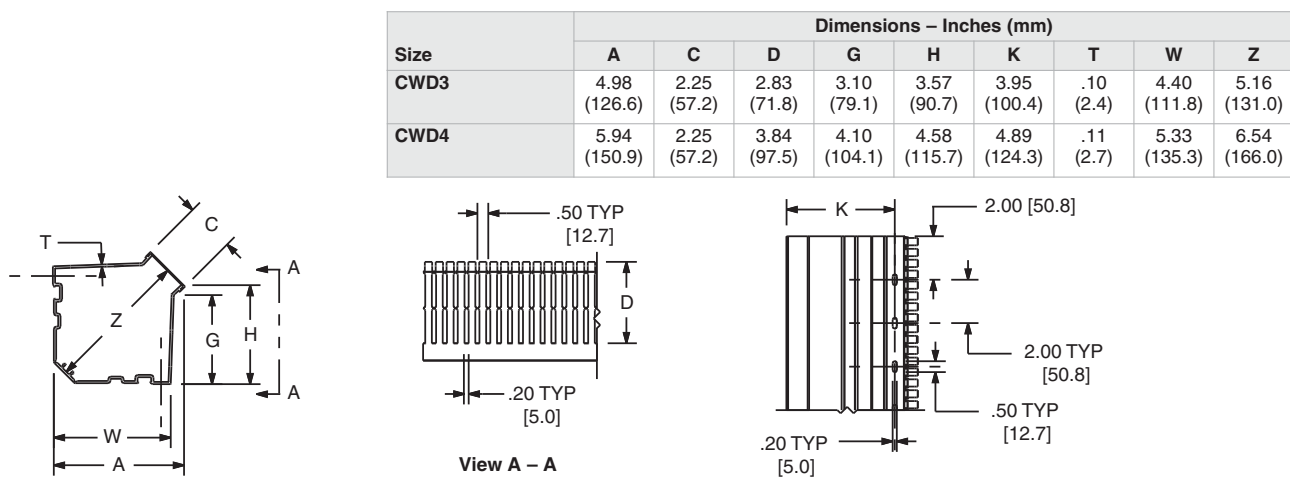 Dimensions – Inches (mm)
Size A C D G H K T W Z
CWD3 4.98 2.25 2.83 3.10 3.57 3.95 .10 4.40 5.16
(126.6) (57.2) (71.8) (79.1) (90.7) (100.4) (2.4) (111.8) (131.0)
CWD4 5.94 2.25 3.84 4.10 4.58 4.89 .11 5.33 6.54
(150.9) (57.2) (97.5) (104.1) (115.7) (124.3) (2.7) (135.3) (166.0)
T
C
A
Z
G
H
A
W
A
.50 TYP
[12.7]
D
.20 TYP
[5.0]
View A – A
K
2.00 [50.8]
2.00 TYP
[50.8]
.50 TYP
[12.7]
.20 TYP
[5.0]